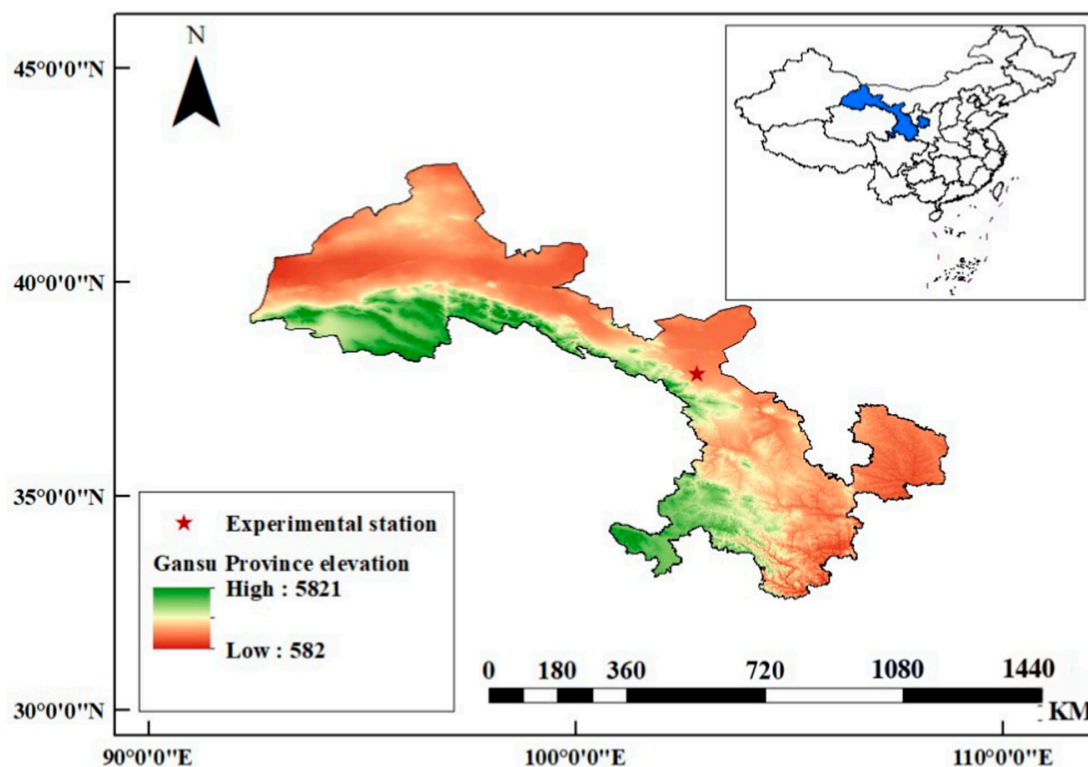 N
45°0'0"N
40°0'0"N
35°0'0"N
30°0'0"N
Experimental station
Gansu Province elevation
High : 5821
Low : 582
0 180 360 720 1080 1440
KM
90°0'0"E 100°0'0"E 110°0'0"E